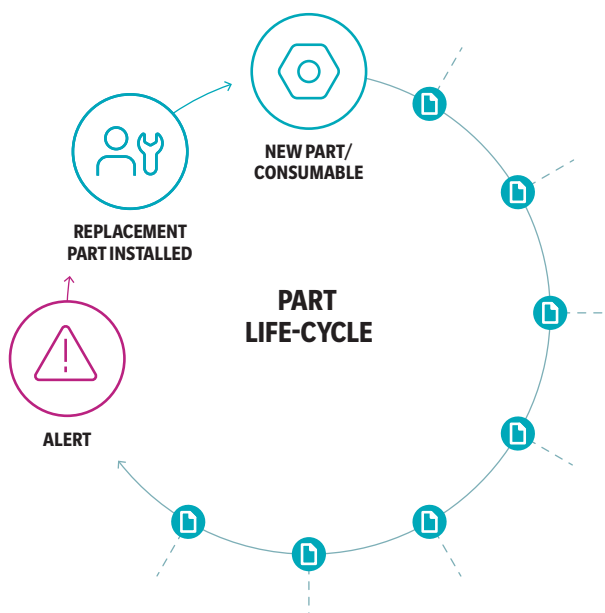 NEW PART/
CONSUMABLE
REPLACEMENT
PART INSTALLED
PART
LIFE-CYCLE
ALERT